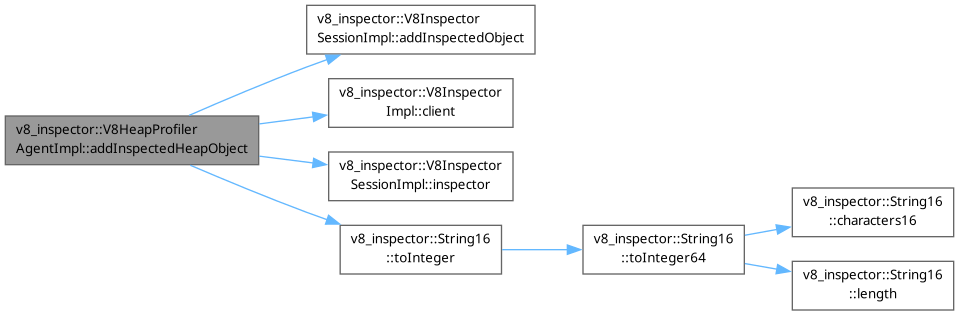 v8_inspector::V8HeapProfiler
AgentImpl::addInspectedHeapObject
v8_inspector::V8Inspector
SessionImpl::addInspectedObject
v8_inspector::V8Inspector
Impl::client
v8_inspector::V8Inspector
SessionImpl::inspector
v8_inspector::String16
::toInteger
v8_inspector::String16
::toInteger64
v8_inspector::String16
::characters16
v8_inspector::String16
::length